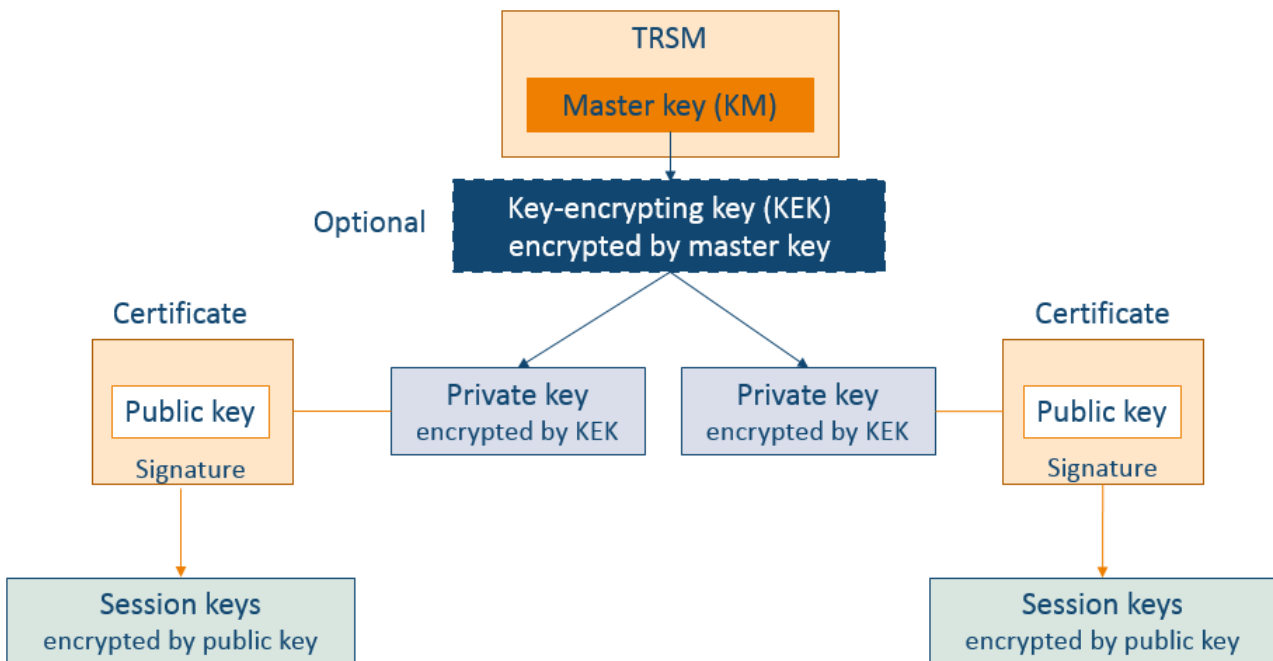 TRSM
Master key (KM)
Optional
Key-encrypting key (KEK)
encrypted by master key
Certificate
Certificate
Public key
Signature
Private key
encrypted by KEK
Private key
encrypted by KEK
Public key
Signature
Session keys
encrypted by public key
Session keys
encrypted by public key